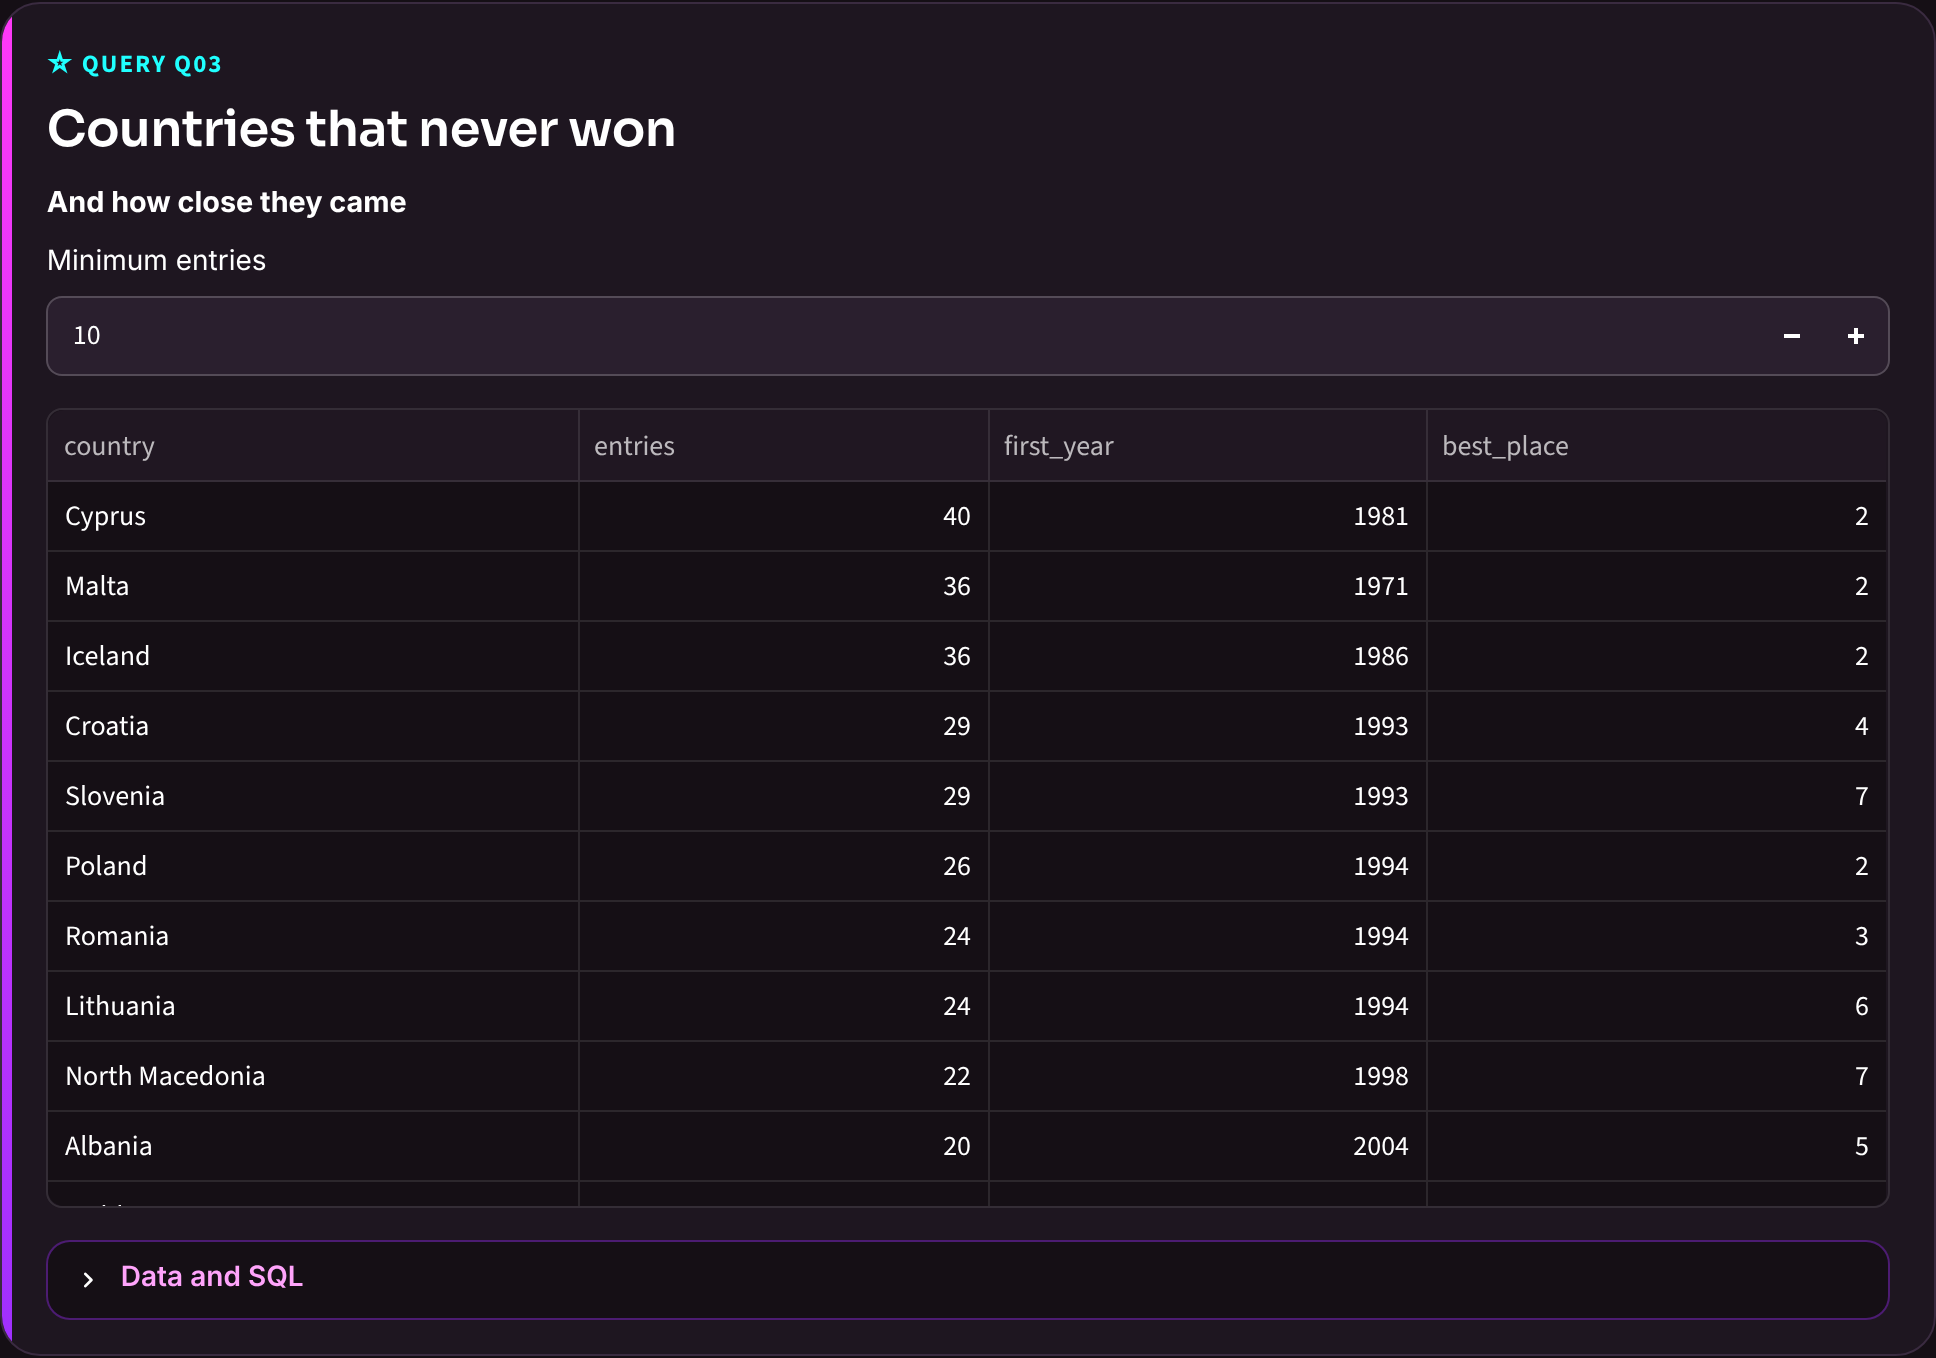 ☆ QUERY Q03
Countries that never won
And how close they came
Minimum entries
10 − +
country entries first_year best_place
Cyprus 40 1981 2
Malta 36 1971 2
Iceland 36 1986 2
Croatia 29 1993 4
Slovenia 29 1993 7
Poland 26 1994 2
Romania 24 1994 3
Lithuania 24 1994 6
North Macedonia 22 1998 7
Albania 20 2004 5
Data and SQL